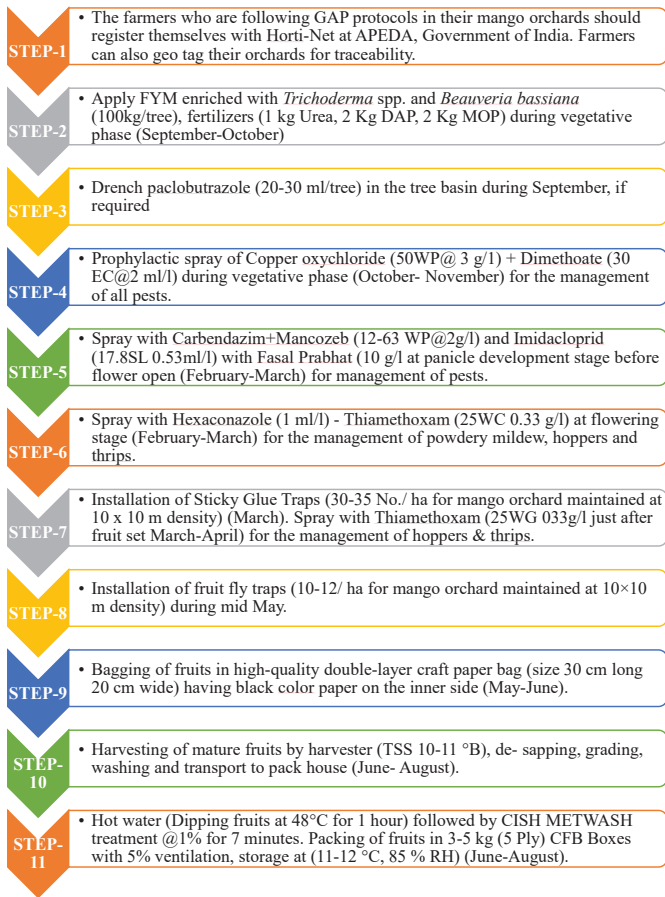 STEP-1
• The farmers who are following GAP protocols in their mango orchards should
register themselves with Horti-Net at APEDA, Government of India. Farmers
can also geo tag their orchards for traceability.
STEP-2
• Apply FYM enriched with Trichoderma spp. and Beauveria bassiana
(100kg/tree), fertilizers (1 kg Urea, 2 Kg DAP, 2 Kg MOP) during vegetative
phase (September-October)
STEP-3
• Drench paclobutrazole (20-30 ml/tree) in the tree basin during September, if
required
STEP-4
• Prophylactic spray of Copper oxychloride (50WP@ 3 g/l) + Dimethoate (30
EC@2 ml/l) during vegetative phase (October- November) for the management
of all pests.
STEP-5
• Spray with Carbendazim+Mancozeb (12-63 WP@2g/l) and Imidacloprid
(17.8SL 0.53ml/l) with Fasal Prabhat (10 g/l at panicle development stage before
flower open (February-March) for management of pests.
STEP-6
• Spray with Hexaconazole (1 ml/l) - Thiamethoxam (25WC 0.33 g/l) at flowering
stage (February-March) for the management of powdery mildew, hoppers and
thrips.
STEP-7
• Installation of Sticky Glue Traps (30-35 No./ ha for mango orchard maintained at
10 x 10 m density) (March). Spray with Thiamethoxam (25WG 033g/l just after
fruit set March-April) for the management of hoppers & thrips.
STEP-8
• Installation of fruit fly traps (10-12/ ha for mango orchard maintained at 10×10
m density) during mid May.
STEP-9
• Bagging of fruits in high-quality double-layer craft paper bag (size 30 cm long
20 cm wide) having black color paper on the inner side (May-June).
STEP-
10
• Harvesting of mature fruits by harvester (TSS 10-11 °B), de- sapping, grading,
washing and transport to pack house (June- August).
STEP-
11
• Hot water (Dipping fruits at 48°C for 1 hour) followed by CISH METWASH
treatment @1% for 7 minutes. Packing of fruits in 3-5 kg (5 Ply) CFB Boxes
with 5% ventilation, storage at (11-12 °C, 85 % RH) (June-August).